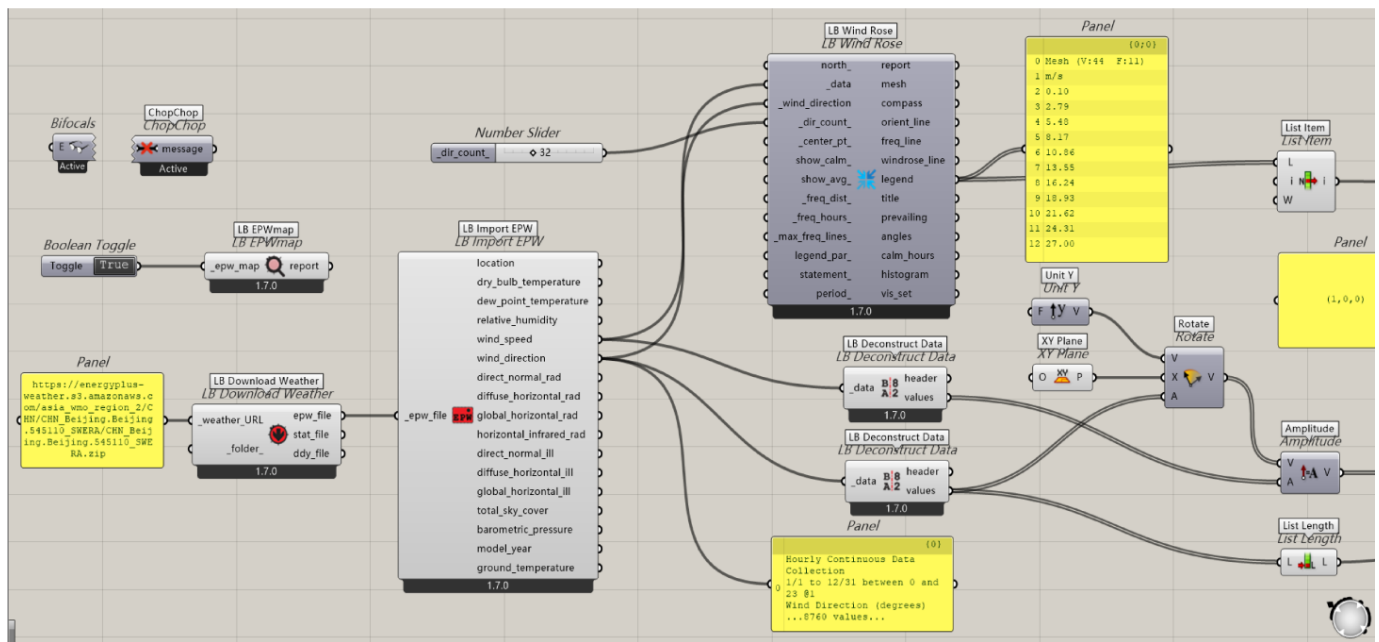 Bifocals
E
Active
ChopChop
ChopChop
message
Active
Number Slider
_dir_count_
32
Boolean Toggle
Toggle True
LB EPWmap
LB EPWmap
_epw_map report
1.7.0
Panel
https://energyplus-
weather.s3.amazonaws.c
om/asia_wmo_region_2/C
HN/CHN_Beijing.Beijing
.545110_SWERA/CHN_Bei
jing.Beijing.545110_SWE
RA.zip
LB Download Weather
LB Download Weather
_weather_URL epw_file
stat_file
_folder_
ddy_file
1.7.0
LB Import EPW
LB Import EPW
location
dry_bulb_temperature
dew_point_temperature
relative_humidity
wind_speed
wind_direction
direct_normal_rad
diffuse_horizontal_rad
_epw_file EPW global_horizontal_rad
horizontal_infrared_rad
direct_normal_ill
diffuse_horizontal_ill
global_horizontal_ill
total_sky_cover
barometric_pressure
model_year
ground_temperature
1.7.0
LB Wind Rose
LB Wind Rose
north_ report
_data mesh
_wind_direction compass
_dir_count_ orient_line
_center_pt_ freq_line
show_calm_ windrose_line
show_avg_ legend
_freq_dist_ title
_freq_hours_ prevailing
_max_freq_lines_ angles
legend_par_ calm_hours
statement_ histogram
period_ vis_set
1.7.0
Panel
{0;0}
0 Mesh (V:44 F:11)
1 m/s
2 0.10
3 2.79
4 5.48
5 8.17
6 10.86
7 13.55
8 16.24
9 18.93
10 21.62
11 24.31
12 27.00
List Item
List Item
L
i N i
W
Panel
(1,0,0)
Unit Y
Unit Y
F y V
XY Plane
XY Plane
O XY P
Rotate
Rotate
V
X V
A
LB Deconstruct Data
LB Deconstruct Data
header
_data B 8
A 2
values
1.7.0
LB Deconstruct Data
LB Deconstruct Data
header
_data B 8
A 2
values
1.7.0
Amplitude
Amplitude
V
A V
A
List Length
List Length
L L L
Panel
{0}
Hourly Continuous Data
Collection
1/1 to 12/31 between 0 and
0 23 @1
Wind Direction (degrees)
...8760 values...